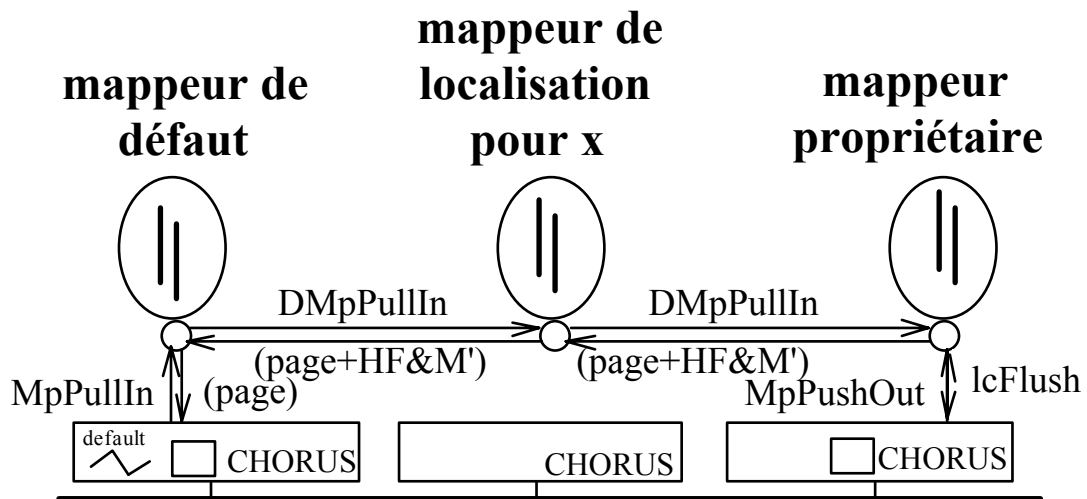 mappeur de
défaut
mappeur de
localisation
pour x
mappeur
propriétaire
DMpPullIn
DMpPullIn
(page+HF&M')
(page+HF&M')
MpPullIn
(page)
MpPushOut
lcFlush
default
CHORUS
CHORUS
CHORUS